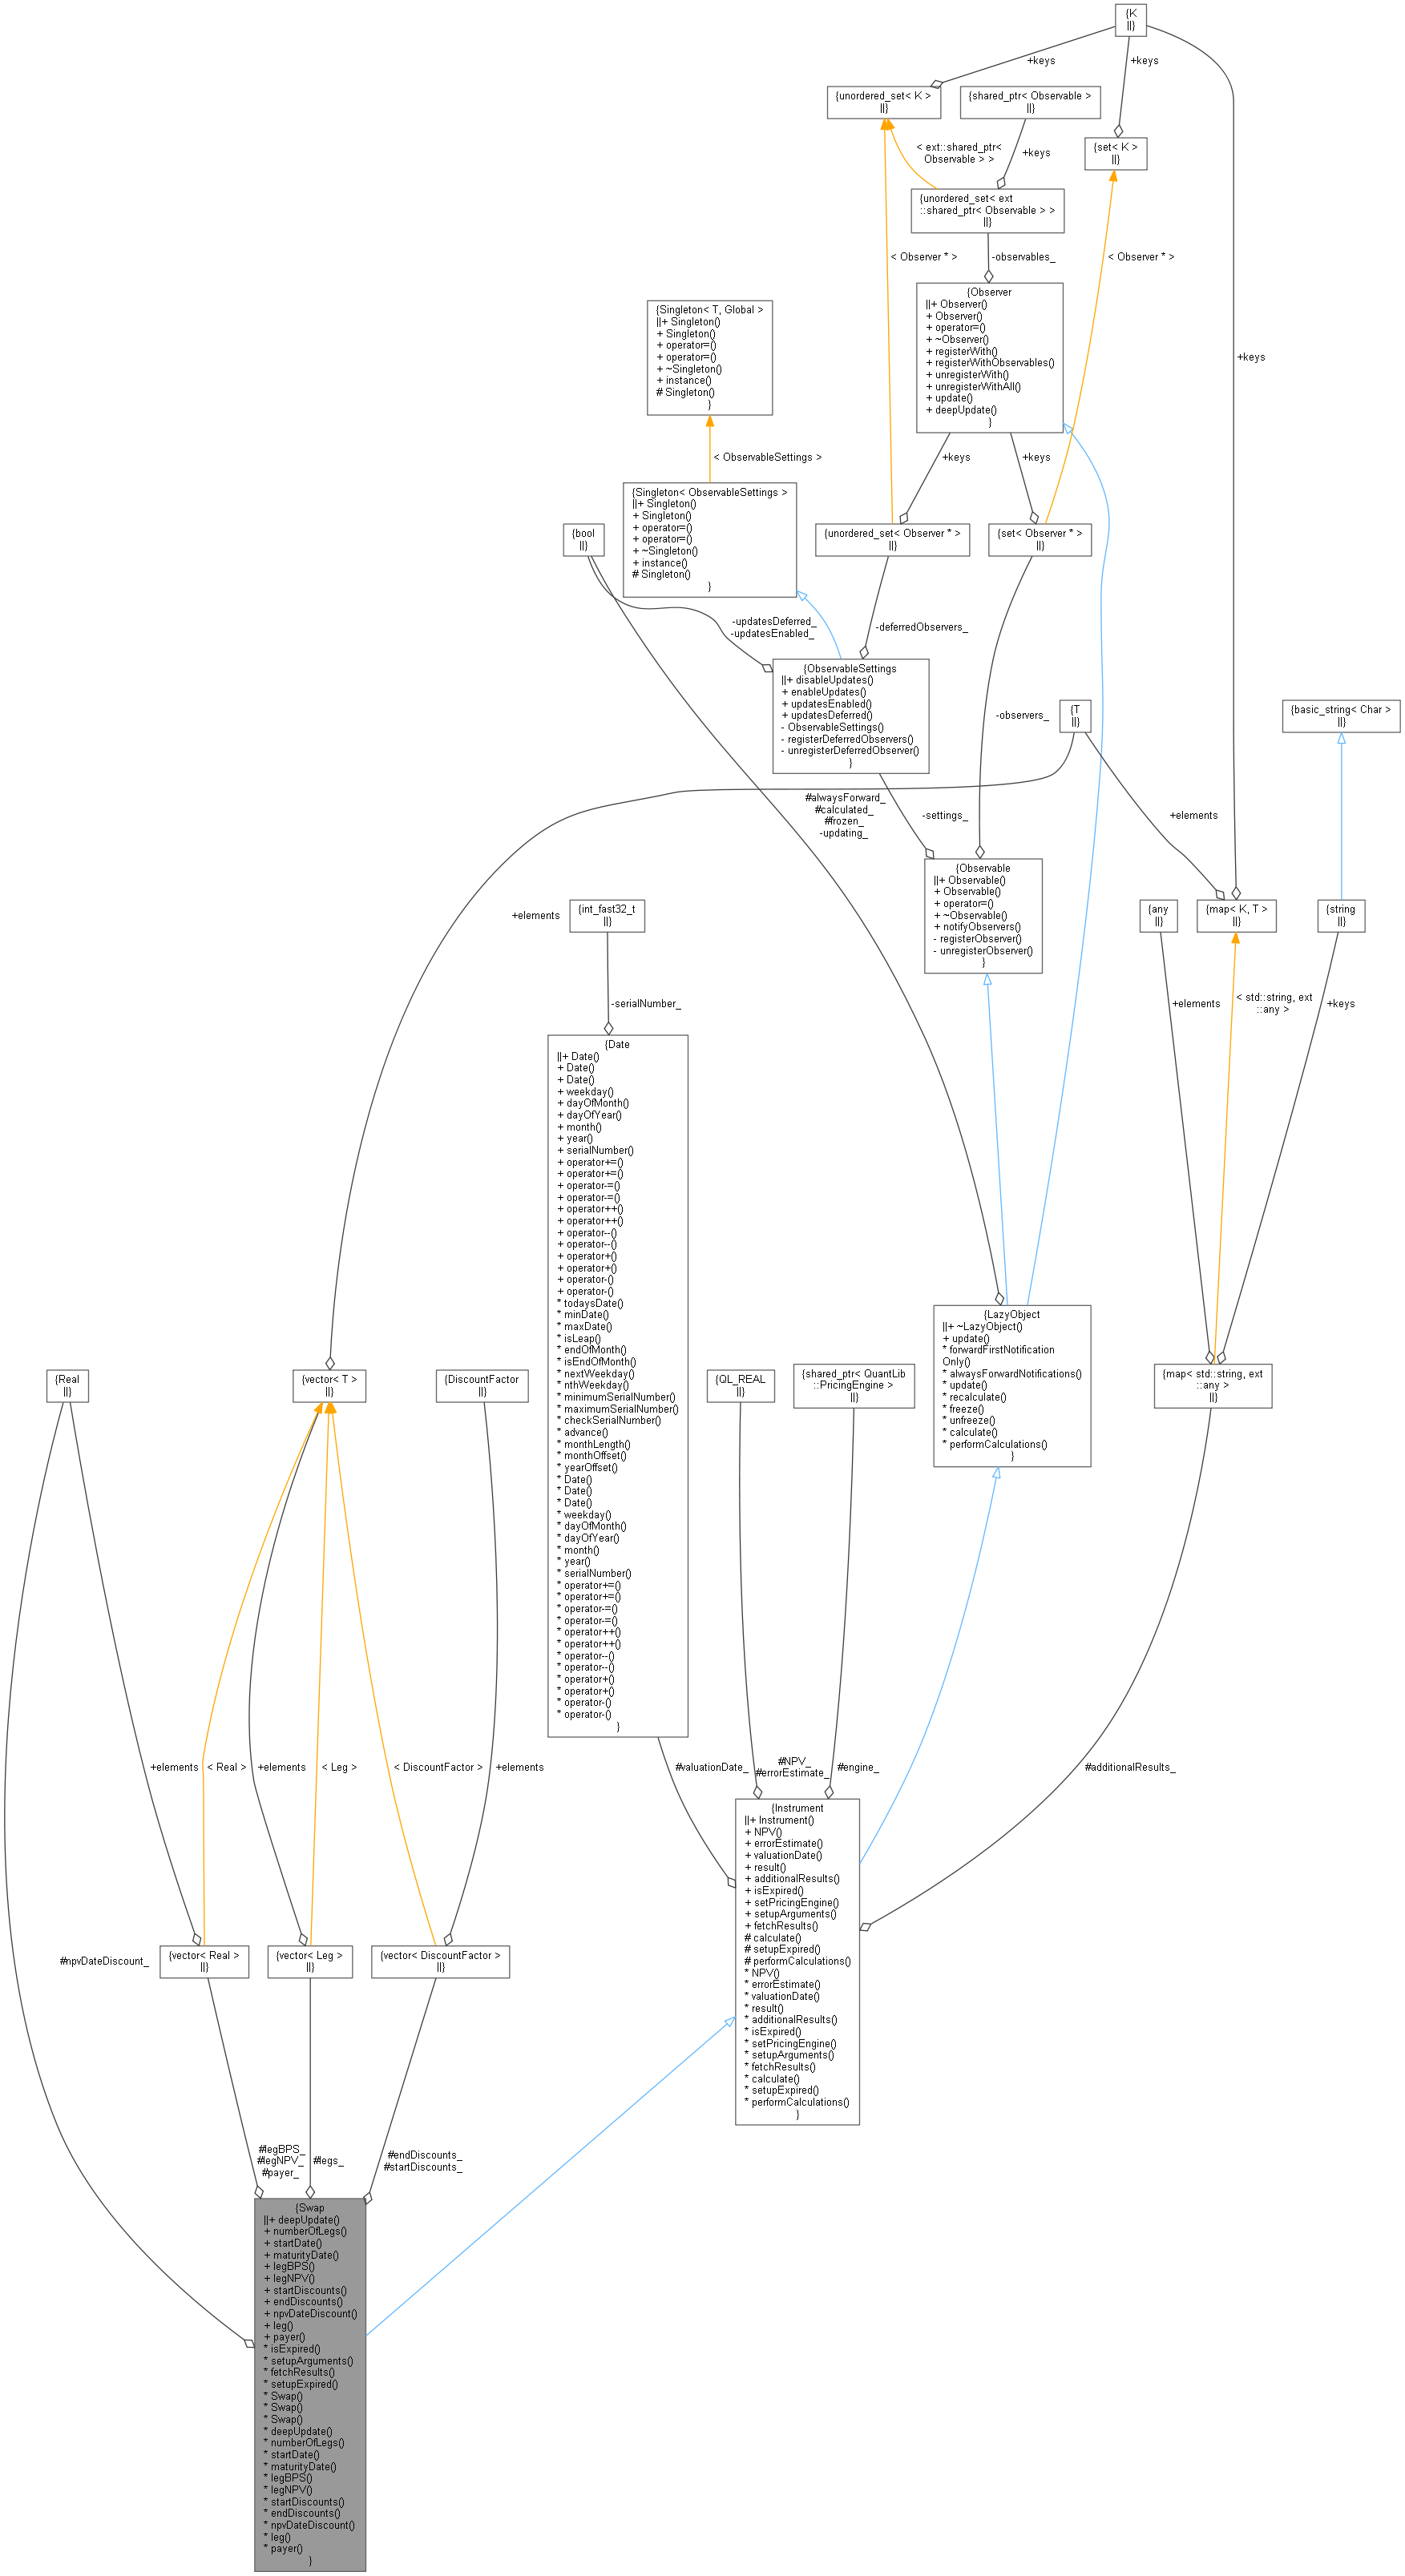 {K
||}
+keys
+keys
{unordered_set< K >
||}
{shared_ptr< Observable >
||}
{set< K >
||}
< ext::shared_ptr<
Observable > >
+keys
{unordered_set< ext
::shared_ptr< Observable > >
||}
< Observer * >
-observables_
< Observer * >
{Observer
||+ Observer()
+ Observer()
+ operator=()
+ ~Observer()
+ registerWith()
+ registerWithObservables()
+ unregisterWith()
+ unregisterWithAll()
+ update()
+ deepUpdate()
}
{Singleton< T, Global >
||+ Singleton()
+ Singleton()
+ operator=()
+ operator=()
+ ~Singleton()
+ instance()
# Singleton()
}
+keys
< ObservableSettings >
+keys
+keys
{Singleton< ObservableSettings >
||+ Singleton()
+ Singleton()
+ operator=()
+ operator=()
+ ~Singleton()
+ instance()
# Singleton()
}
{bool
||}
{unordered_set< Observer * >
||}
{set< Observer * >
||}
-updatesDeferred_
-updatesEnabled_
-deferredObservers_
{ObservableSettings
||+ disableUpdates()
+ enableUpdates()
+ updatesEnabled()
+ updatesDeferred()
- ObservableSettings()
- registerDeferredObservers()
- unregisterDeferredObserver()
}
-observers_
{T
||}
{basic_string< Char >
||}
#alwaysForward_
#calculated_
#frozen_
-updating_
-settings_
+elements
{Observable
||+ Observable()
+ Observable()
+ operator=()
+ ~Observable()
+ notifyObservers()
- registerObserver()
- unregisterObserver()
}
+elements
{int_fast32_t
||}
{any
||}
{map< K, T >
||}
{string
||}
-serialNumber_
+elements
< std::string, ext
::any >
+keys
{Date
||+ Date()
+ Date()
+ Date()
+ weekday()
+ dayOfMonth()
+ dayOfYear()
+ month()
+ year()
+ serialNumber()
+ operator+=()
+ operator+=()
+ operator-=()
+ operator-=()
+ operator++()
+ operator++()
+ operator--()
+ operator--()
+ operator+()
+ operator+()
+ operator-()
+ operator-()
* todaysDate()
* minDate()
* maxDate()
* isLeap()
* endOfMonth()
* isEndOfMonth()
* nextWeekday()
* nthWeekday()
* minimumSerialNumber()
* maximumSerialNumber()
* checkSerialNumber()
* advance()
* monthLength()
* monthOffset()
* yearOffset()
* Date()
* Date()
* Date()
* weekday()
* dayOfMonth()
* dayOfYear()
* month()
* year()
* serialNumber()
* operator+=()
* operator+=()
* operator-=()
* operator-=()
* operator++()
* operator++()
* operator--()
* operator--()
* operator+()
* operator+()
* operator-()
* operator-()
}
{LazyObject
||+ ~LazyObject()
+ update()
* forwardFirstNotification
Only()
* alwaysForwardNotifications()
* update()
* recalculate()
* freeze()
* unfreeze()
* calculate()
* performCalculations()
}
{Real
||}
{vector< T >
||}
{DiscountFactor
||}
{QL_REAL
||}
{shared_ptr< QuantLib
::PricingEngine >
||}
{map< std::string, ext
::any >
||}
+elements
< Real >
+elements
< Leg >
< DiscountFactor >
+elements
#valuationDate_
#NPV_
#errorEstimate_
#engine_
#additionalResults_
{Instrument
||+ Instrument()
+ NPV()
+ errorEstimate()
+ valuationDate()
+ result()
+ additionalResults()
+ isExpired()
+ setPricingEngine()
+ setupArguments()
+ fetchResults()
# calculate()
# setupExpired()
# performCalculations()
* NPV()
* errorEstimate()
* valuationDate()
* result()
* additionalResults()
* isExpired()
* setPricingEngine()
* setupArguments()
* fetchResults()
* calculate()
* setupExpired()
* performCalculations()
}
#npvDateDiscount_
{vector< Real >
||}
{vector< Leg >
||}
{vector< DiscountFactor >
||}
#legBPS_
#legNPV_
#payer_
#legs_
#endDiscounts_
#startDiscounts_
{Swap
||+ deepUpdate()
+ numberOfLegs()
+ startDate()
+ maturityDate()
+ legBPS()
+ legNPV()
+ startDiscounts()
+ endDiscounts()
+ npvDateDiscount()
+ leg()
+ payer()
* isExpired()
* setupArguments()
* fetchResults()
* setupExpired()
* Swap()
* Swap()
* Swap()
* deepUpdate()
* numberOfLegs()
* startDate()
* maturityDate()
* legBPS()
* legNPV()
* startDiscounts()
* endDiscounts()
* npvDateDiscount()
* leg()
* payer()
}